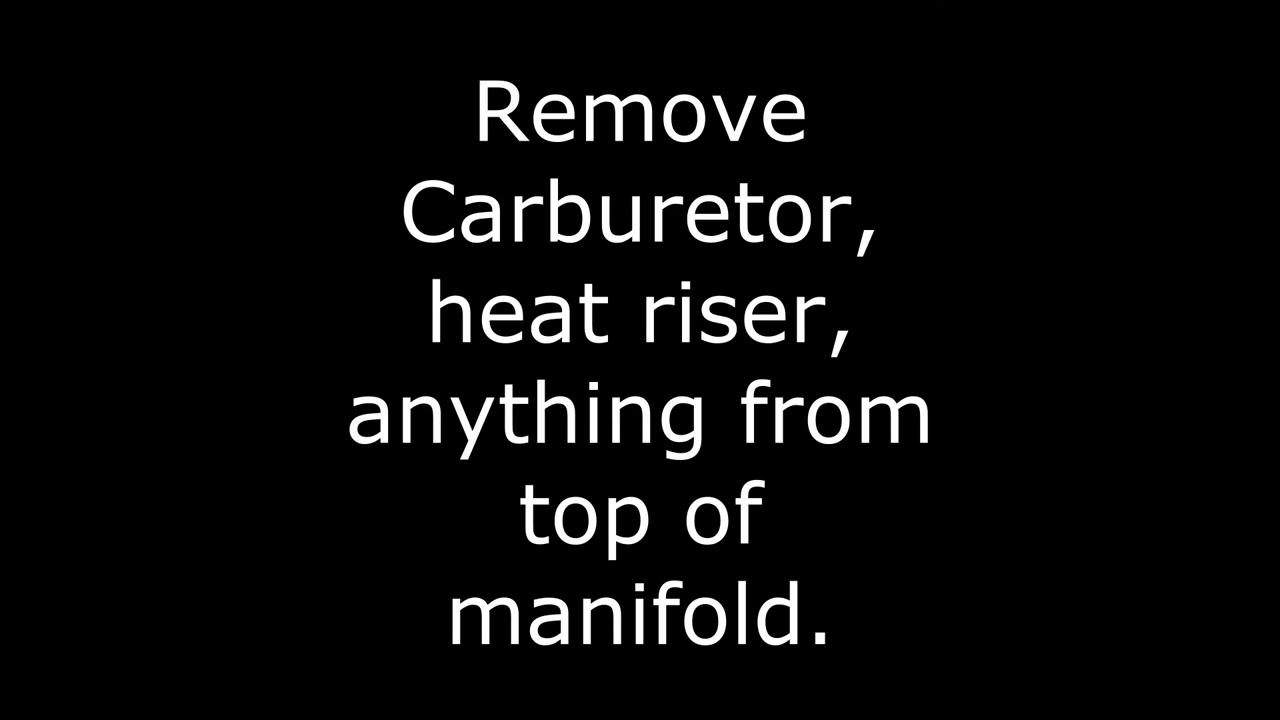 Remove
Carburetor,
heat riser,
anything from
top of
manifold.